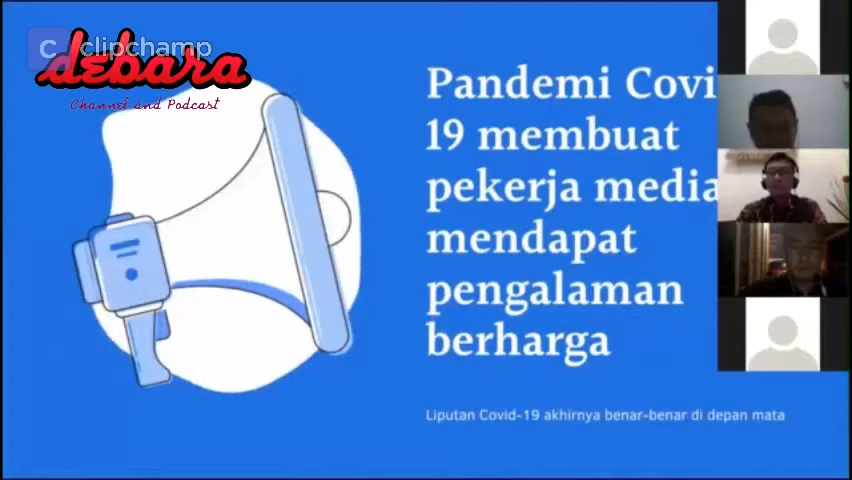 C clipchamp
debara
Channel and Podcast
Pandemi Covi
19 membuat
pekerja media
mendapat
pengalaman
berharga
Liputan Covid-19 akhirnya benar-benar di depan mata